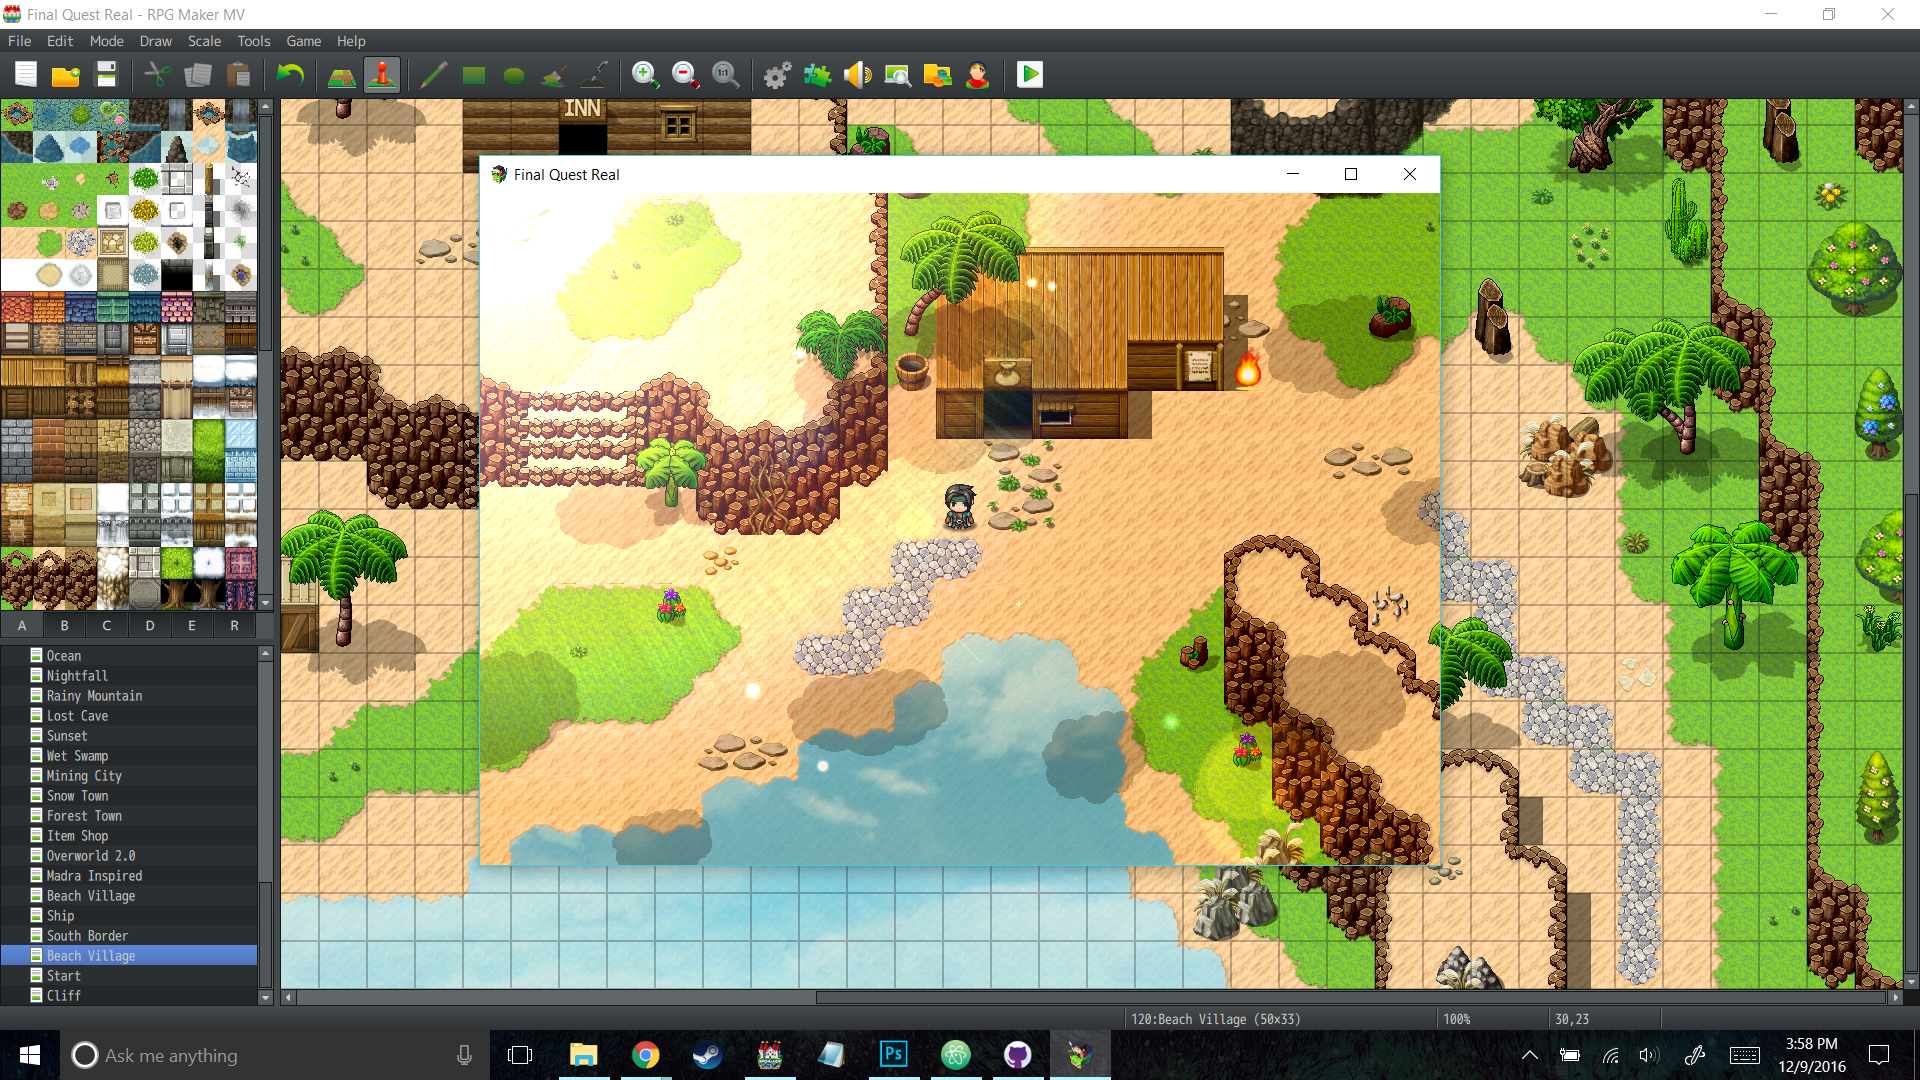 Final Quest Real - RPG Maker MV
File Edit Mode Draw Scale Tools Game Help
1:1
INN
Final Quest Real
A B C D E R
Ocean
Nightfall
Rainy Mountain
Lost Cave
Sunset
Wet Swamp
Mining City
Snow Town
Forest Town
Item Shop
Overworld 2.0
Madra Inspired
Beach Village
Ship
South Border
Beach Village
Start
Cliff
120:Beach Village (50x33) 100% 30,23
Ask me anything
Ps
3:58 PM
12/9/2016